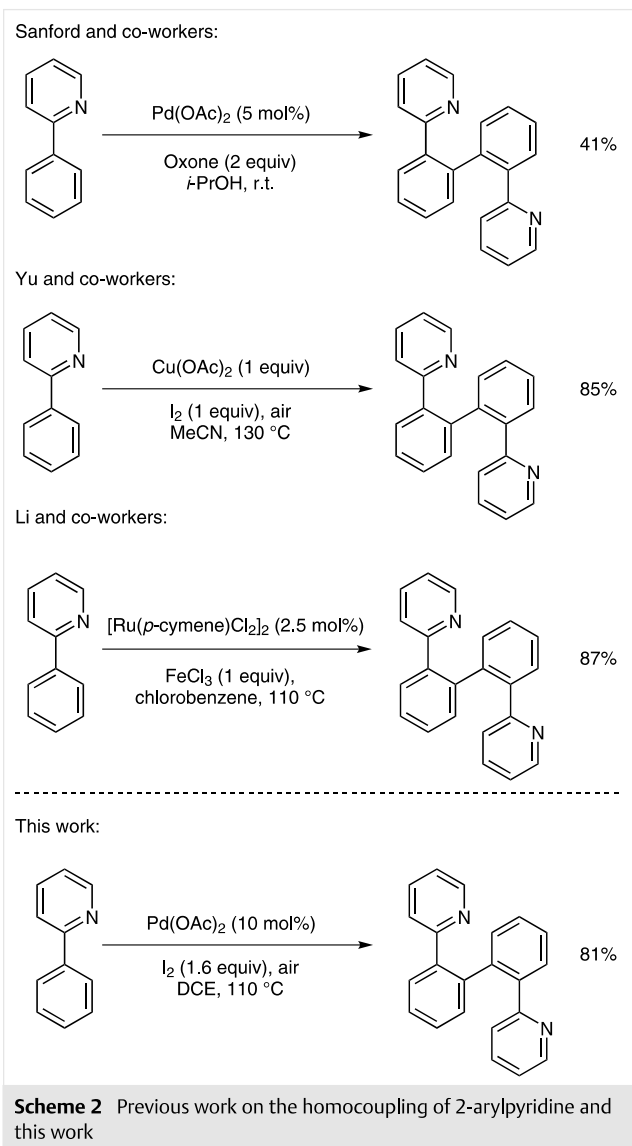 Sanford and co-workers:
N
Pd(OAc)₂ (5 mol%)
Oxone (2 equiv)
i-PrOH, r.t.
N
N
41%
Yu and co-workers:
N
Cu(OAc)₂ (1 equiv)
I₂ (1 equiv), air
MeCN, 130 °C
N
N
85%
Li and co-workers:
N
[Ru(p-cymene)Cl₂]₂ (2.5 mol%)
FeCl₃ (1 equiv),
chlorobenzene, 110 °C
N
N
87%
This work:
N
Pd(OAc)₂ (10 mol%)
I₂ (1.6 equiv), air
DCE, 110 °C
N
N
81%
Scheme 2 Previous work on the homocoupling of 2-arylpyridine and
this work